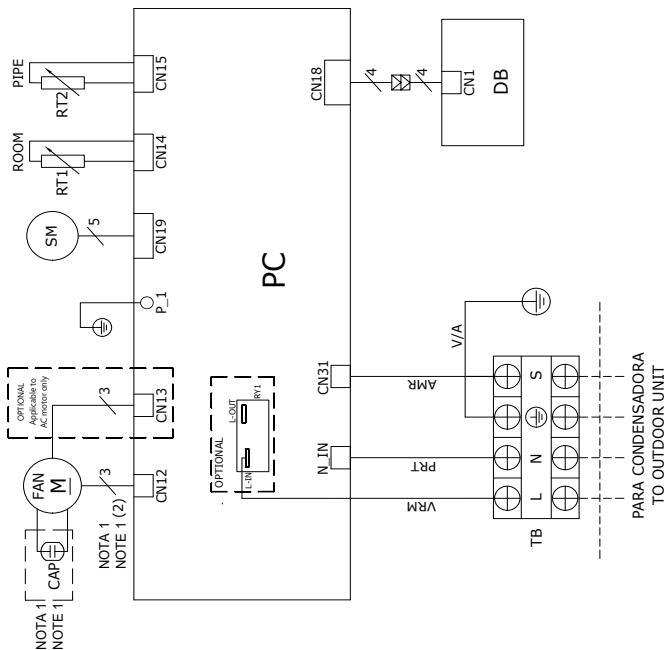 PIPE
RT2
CN15
ROOM
RT1
CN14
SM
5
CN19
P_1
OPTIONAL
Applicable to
AC motor only
3
CN13
FAN
M
3
CN12
NOTA 1
NOTE 1 (2)
CAP
NOTA 1
NOTE 1
PC
CN18
4
4
CN1
DB
OPTIONAL
L-OUT
L-IN
RY1
CN31
N_IN
AMR
PRT
VRM
V/A
L
N
S
TB
PARA CONDENSADORA
TO OUTDOOR UNIT